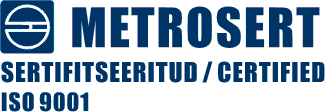 METROSERT
SERTIFITSEERITUD / CERTIFIED
ISO 9001